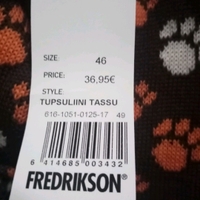 SIZE: 46
PRICE: 36,95€
STYLE:
TUPSULIINI TASSU
616-1051-0125-17 49
6 414685 003432
FREDRIKSON®